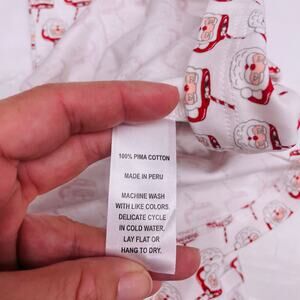 100% PIMA COTTON
MADE IN PERU
MACHINE WASH
WITH LIKE COLORS.
DELICATE CYCLE
IN COLD WATER.
LAY FLAT OR
HANG TO DRY.